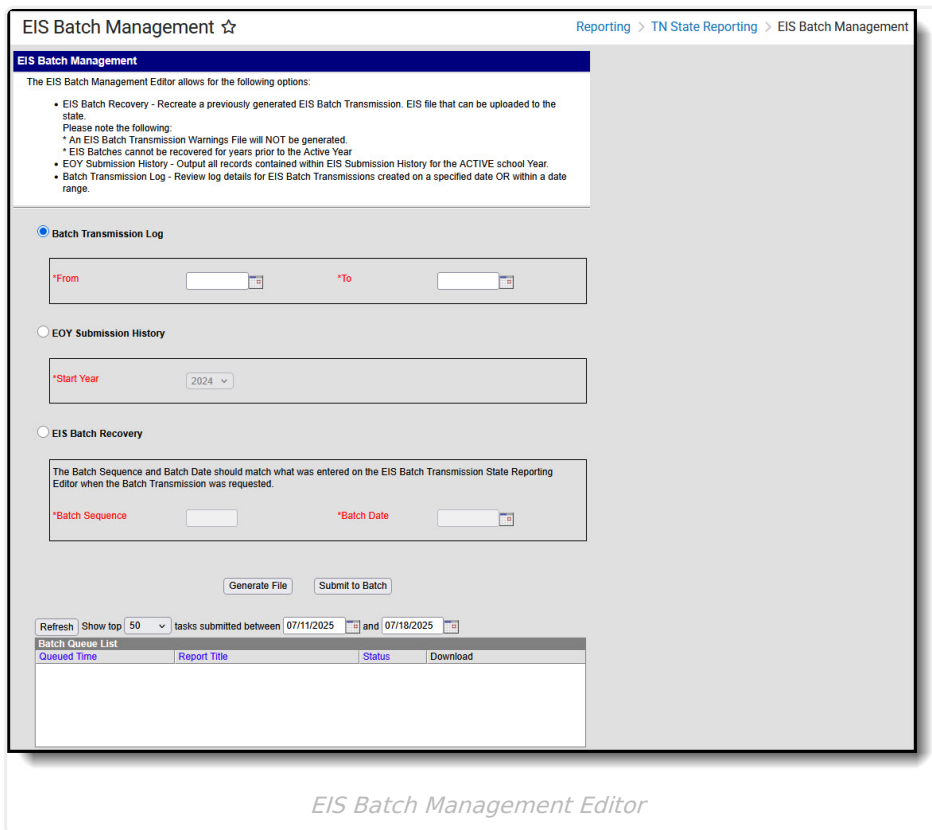 EIS Batch Management ☆
Reporting > TN State Reporting > EIS Batch Management
EIS Batch Management
The EIS Batch Management Editor allows for the following options:
• EIS Batch Recovery - Recreate a previously generated EIS Batch Transmission. EIS file that can be uploaded to the
state.
Please note the following:
* An EIS Batch Transmission Warnings File will NOT be generated.
* EIS Batches cannot be recovered for years prior to the Active Year
• EOY Submission History - Output all records contained within EIS Submission History for the ACTIVE school Year.
• Batch Transmission Log - Review log details for EIS Batch Transmissions created on a specified date OR within a date
range.
Batch Transmission Log
*From *To
EOY Submission History
*Start Year 2024
EIS Batch Recovery
The Batch Sequence and Batch Date should match what was entered on the EIS Batch Transmission State Reporting
Editor when the Batch Transmission was requested.
*Batch Sequence *Batch Date
Generate File Submit to Batch
Refresh Show top 50 tasks submitted between 07/11/2025 and 07/18/2025
Batch Queue List
Queued Time Report Title Status Download
EIS Batch Management Editor